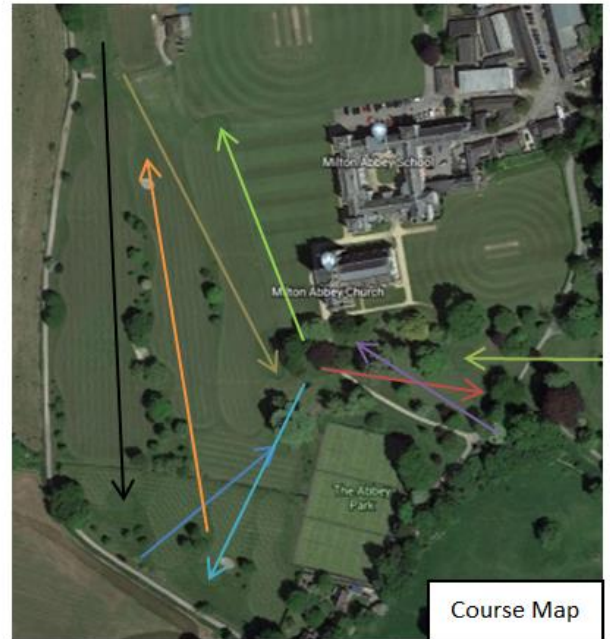 Milton Abbey School
Milton Abbey Church
The Abbey
Park
Course Map